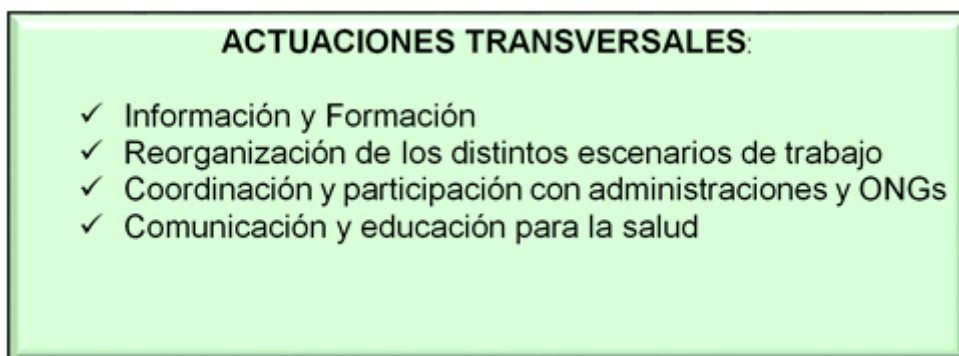 ACTUACIONES TRANSVERSALES:
✓ Información y Formación
✓ Reorganización de los distintos escenarios de trabajo
✓ Coordinación y participación con administraciones y ONGs
✓ Comunicación y educación para la salud